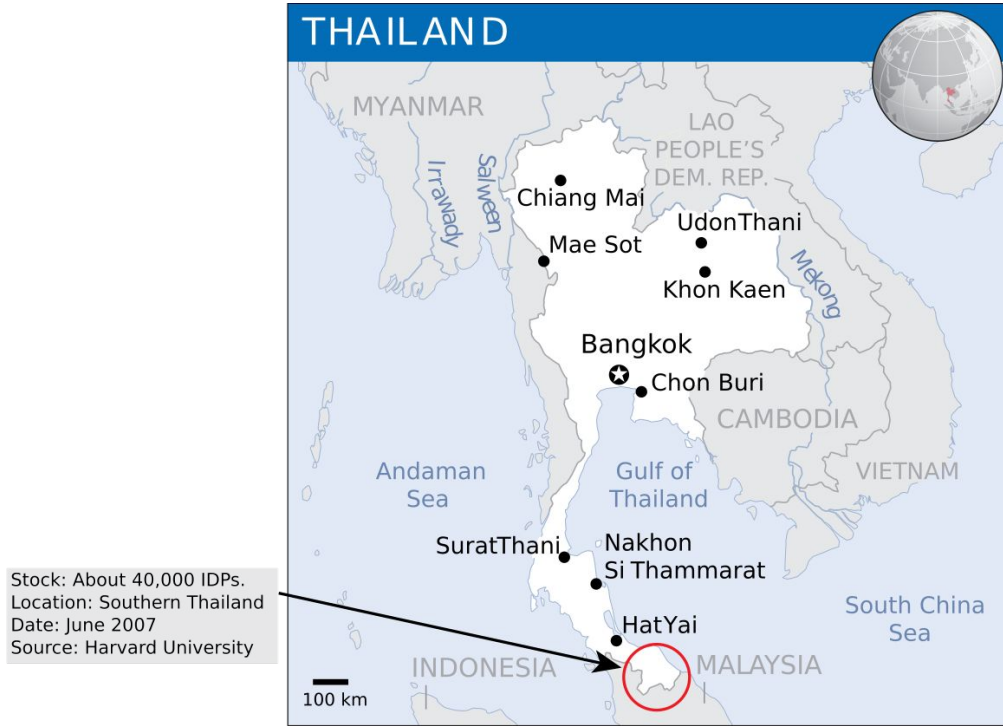 THAILAND
MYANMAR
LAO
PEOPLE'S
DEM. REP.
Irrawady
Salween
Chiang Mai
UdonThani
Mae Sot
Khon Kaen
Mekong
Bangkok
Chon Buri
CAMBODIA
VIETNAM
Andaman
Sea
Gulf of
Thailand
SuratThani
Nakhon
Si Thammarat
South China
Sea
HatYai
INDONESIA
MALAYSIA
100 km
Stock: About 40,000 IDPs.
Location: Southern Thailand
Date: June 2007
Source: Harvard University